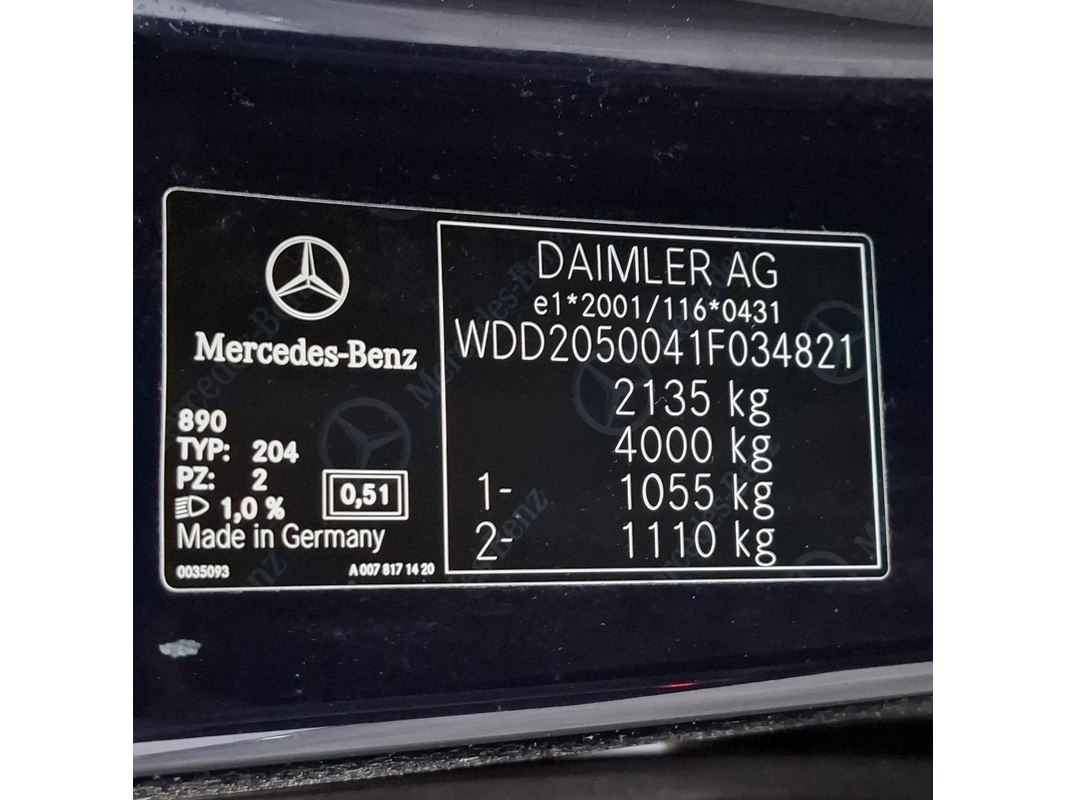 Mercedes-Benz
890
TYP: 204
PZ: 2
1,0 %
0,51
Made in Germany
0035093
A 007 817 14 20
DAIMLER AG
e1*2001/116*0431
WDD2050041F034821
2135 kg
4000 kg
1- 1055 kg
2- 1110 kg